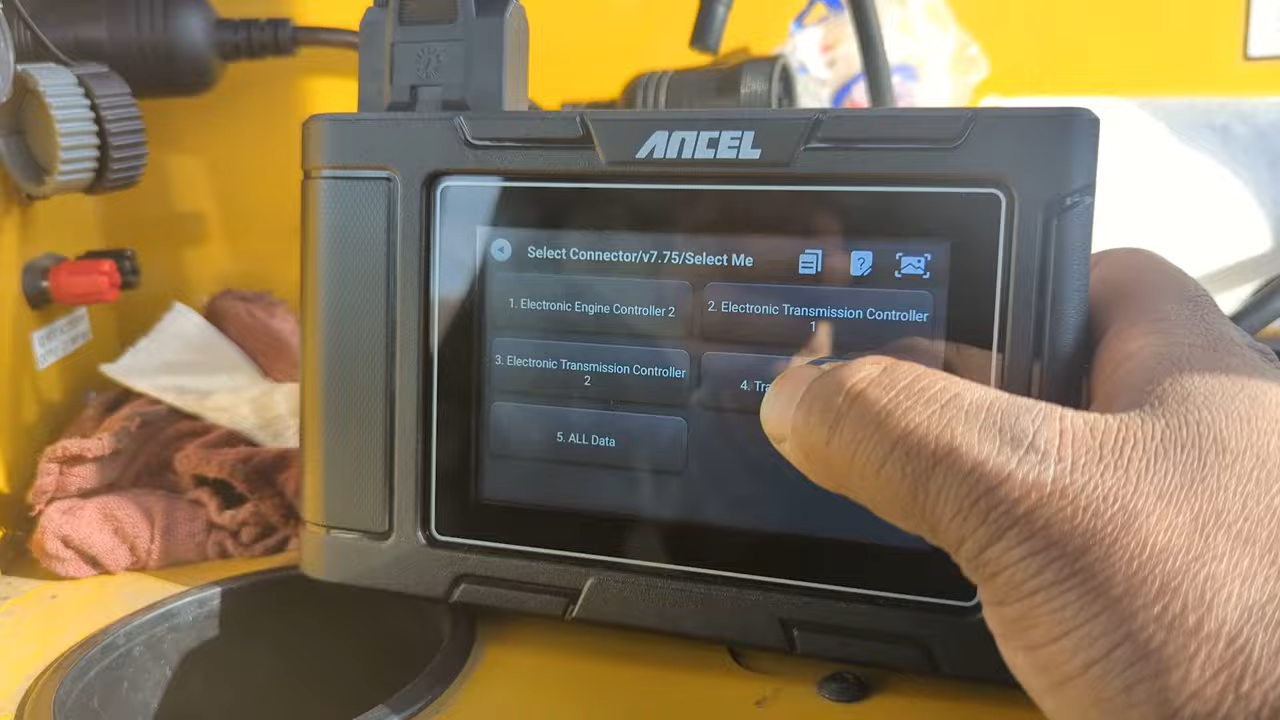 ANCEL
Select Connector/v7.75/Select Me
1. Electronic Engine Controller 2
2. Electronic Transmission Controller
1
3. Electronic Transmission Controller
2
4. Tra
5. ALL Data